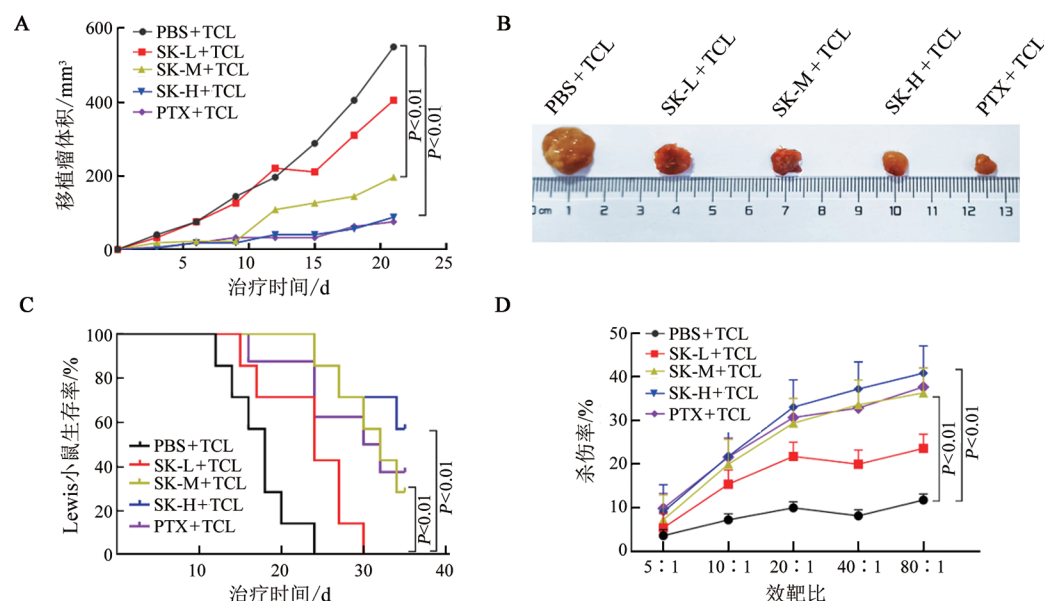 A
600
400
200
0
移植瘤体积/mm³
PBS+TCL
SK-L+TCL
SK-M+TCL
SK-H+TCL
PTX+TCL
P<0.01
P<0.01
5
10
15
20
25
治疗时间/d
B
PBS+TCL
SK-L+TCL
SK-M+TCL
SK-H+TCL
PTX+TCL
0 cm 1 2 3 4 5 6 7 8 9 10 11 12 13
C
100
80
60
40
20
0
Lewis小鼠生存率/%
PBS+TCL
SK-L+TCL
SK-M+TCL
SK-H+TCL
PTX+TCL
P<0.01
P<0.01
10
20
30
40
治疗时间/d
D
50
40
30
20
10
0
杀伤率/%
PBS+TCL
SK-L+TCL
SK-M+TCL
SK-H+TCL
PTX+TCL
P<0.01
P<0.01
5∶1
10∶1
20∶1
40∶1
80∶1
效靶比